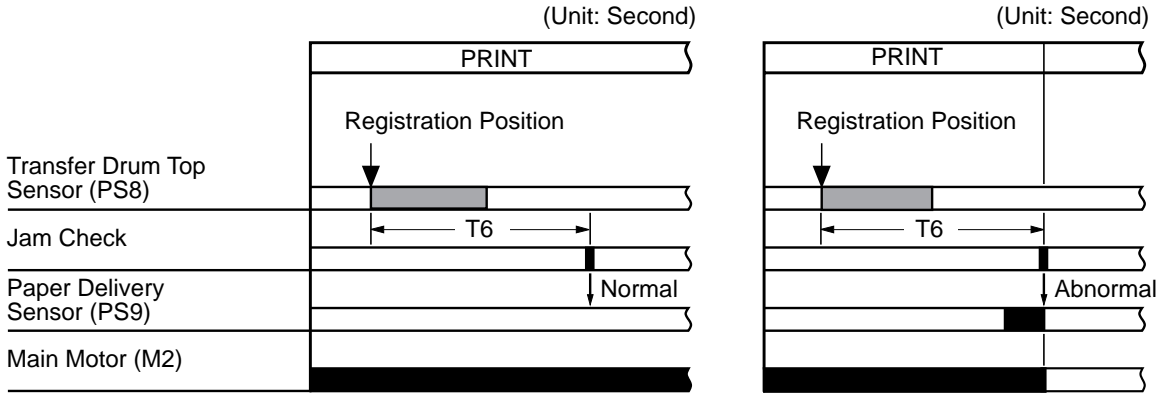 (Unit: Second)
(Unit: Second)
PRINT
PRINT
Registration Position
Registration Position
Transfer Drum Top
Sensor (PS8)
T6
T6
Jam Check
Paper Delivery
Sensor (PS9)
Normal
Abnormal
Main Motor (M2)